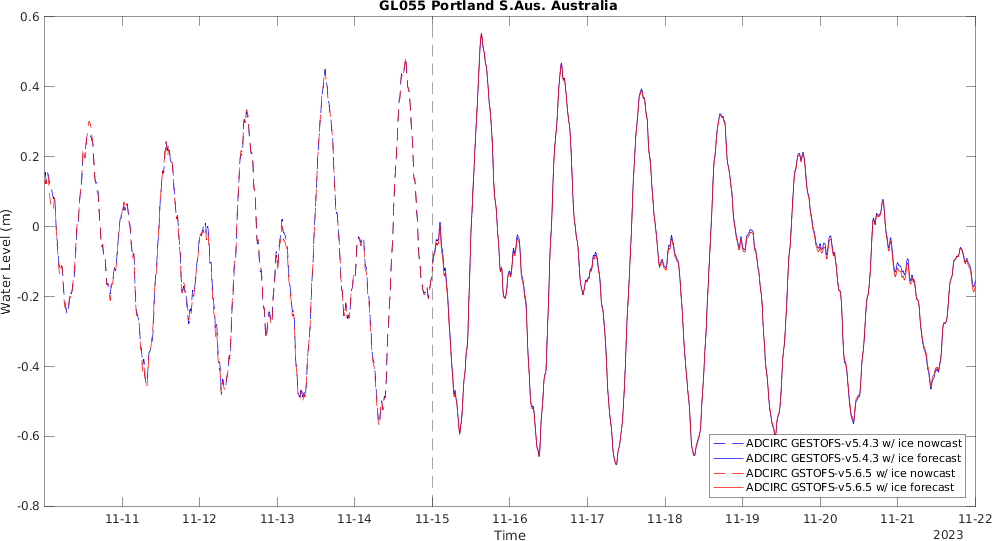 GL055 Portland S.Aus. Australia
0.6
0.4
0.2
0
-0.2
-0.4
-0.6
-0.8
Water Level (m)
ADCIRC GESTOFS-v5.4.3 w/ ice nowcast
ADCIRC GESTOFS-v5.4.3 w/ ice forecast
ADCIRC GSTOFS-v5.6.5 w/ ice nowcast
ADCIRC GSTOFS-v5.6.5 w/ ice forecast
11-11 11-12 11-13 11-14 11-15 11-16 11-17 11-18 11-19 11-20 11-21 11-22
Time
2023